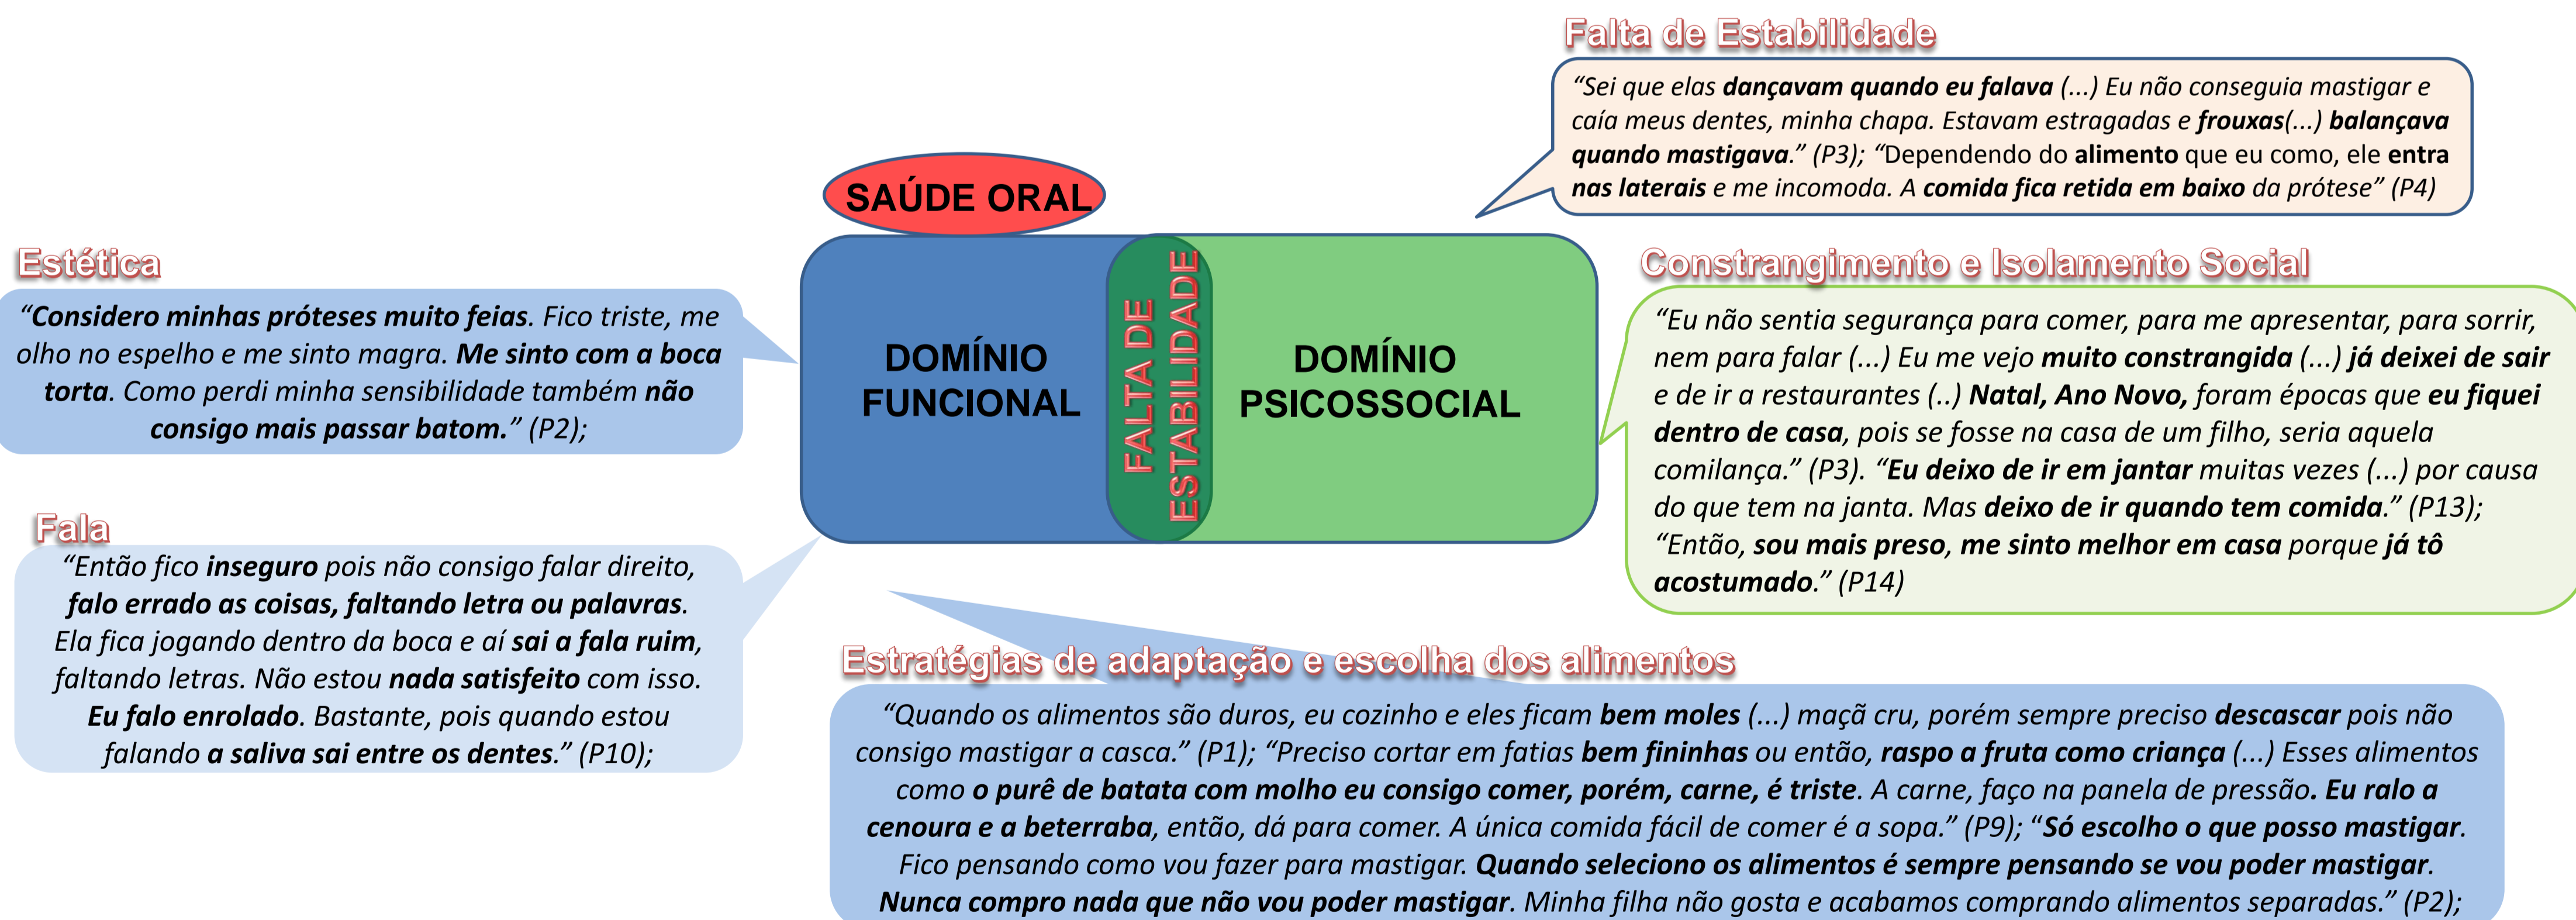 Falta de Estabilidade
“Sei que elas dançavam quando eu falava (...) Eu não conseguia mastigar e
caía meus dentes, minha chapa. Estavam estragadas e frouxas(...) balançava
quando mastigava.” (P3); “Dependendo do alimento que eu como, ele entra
nas laterais e me incomoda. A comida fica retida em baixo da prótese” (P4)
SAÚDE ORAL
Estética
“Considero minhas próteses muito feias. Fico triste, me
olho no espelho e me sinto magra. Me sinto com a boca
torta. Como perdi minha sensibilidade também não
consigo mais passar batom.” (P2);
DOMÍNIO
FUNCIONAL
FALTA DE
ESTABILIDADE
DOMÍNIO
PSICOSSOCIAL
Constrangimento e Isolamento Social
“Eu não sentia segurança para comer, para me apresentar, para sorrir,
nem para falar (...) Eu me vejo muito constrangida (...) já deixei de sair
e de ir a restaurantes (..) Natal, Ano Novo, foram épocas que eu fiquei
dentro de casa, pois se fosse na casa de um filho, seria aquela
comilança.” (P3). “Eu deixo de ir em jantar muitas vezes (...) por causa
do que tem na janta. Mas deixo de ir quando tem comida.” (P13);
“Então, sou mais preso, me sinto melhor em casa porque já tô
acostumado.” (P14)
Fala
“Então fico inseguro pois não consigo falar direito,
falo errado as coisas, faltando letra ou palavras.
Ela fica jogando dentro da boca e aí sai a fala ruim,
faltando letras. Não estou nada satisfeito com isso.
Eu falo enrolado. Bastante, pois quando estou
falando a saliva sai entre os dentes.” (P10);
Estratégias de adaptação e escolha dos alimentos
“Quando os alimentos são duros, eu cozinho e eles ficam bem moles (...) maçã cru, porém sempre preciso descascar pois não
consigo mastigar a casca.” (P1); “Preciso cortar em fatias bem fininhas ou então, raspo a fruta como criança (...) Esses alimentos
como o purê de batata com molho eu consigo comer, porém, carne, é triste. A carne, faço na panela de pressão. Eu ralo a
cenoura e a beterraba, então, dá para comer. A única comida fácil de comer é a sopa.” (P9); “Só escolho o que posso mastigar.
Fico pensando como vou fazer para mastigar. Quando seleciono os alimentos é sempre pensando se vou poder mastigar.
Nunca compro nada que não vou poder mastigar. Minha filha não gosta e acabamos comprando alimentos separadas.” (P2);